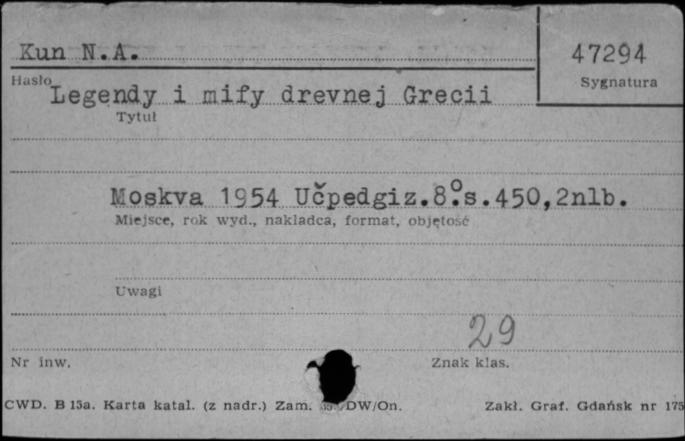 Kun N.A.
47294
Hasło
Sygnatura
Legendy i mify drevnej Grecii
Tytuł
Moskva 1954 Učpedgiz.8°.s.450,2nlb.
Miejsce, rok wyd., nakładca, format, objętość
Uwagi
29
Nr inw.
Znak klas.
CWD. B 15a. Karta katal. (z nadr.) Zam. DW/On.
Zakł. Graf. Gdańsk nr 175